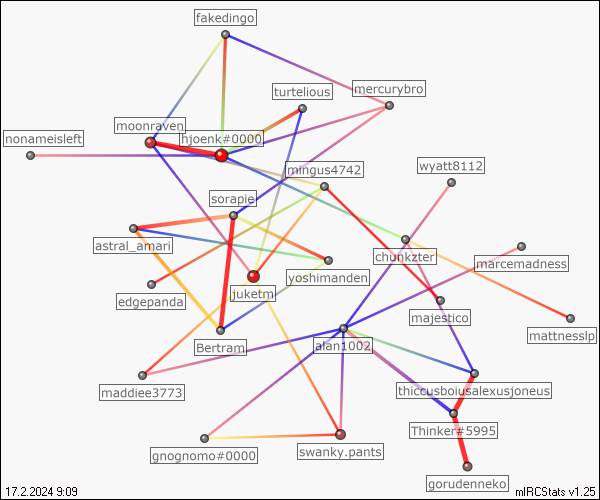 fakedingo
turtelious
mercurybro
moonraven
hjoenk#0000
nonameisleft
mingus4742
wyatt8112
sorapie
astral_amari
chunkzter
marcemadness
yoshimanden
edgepanda
juketm
majestico
mattnesslp
Bertram
alan1002
maddiee3773
thiccusboiusalexusjoneus
Thinker#5995
gnognomo#0000
swanky.pants
gorudenneko
17.2.2024 9:09
mIRCStats v1.25